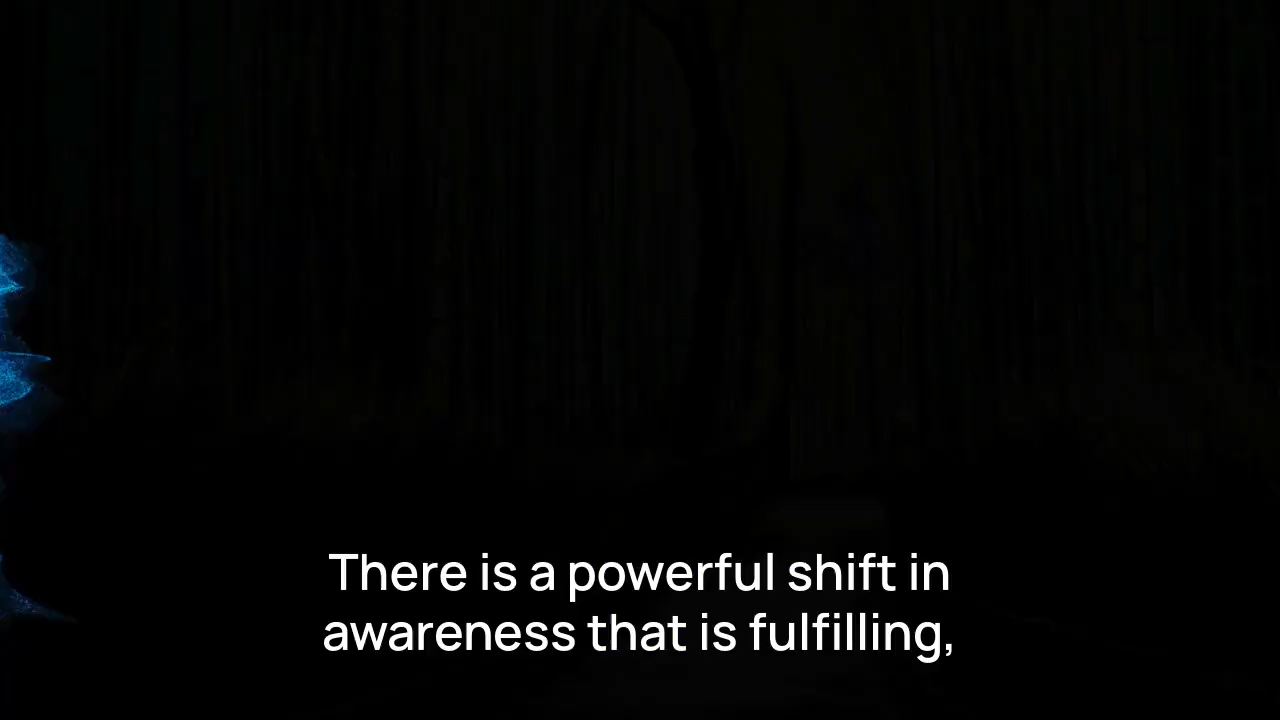 There is a powerful shift in
awareness that is fulfilling,